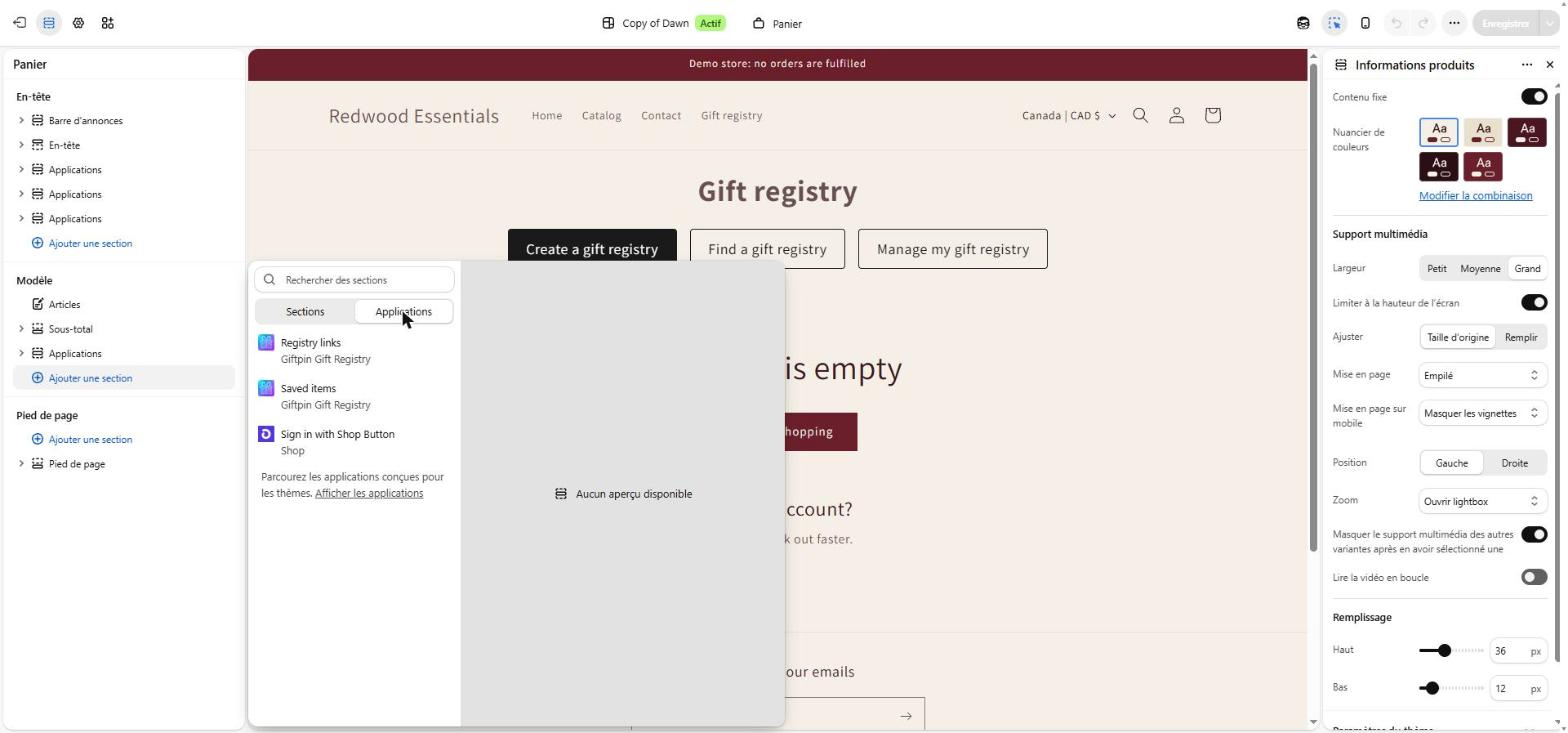 Copy of Dawn Actif Panier
Enregistrer
Panier
En-tête
Barre d'annonces
En-tête
Applications
Applications
Applications
Ajouter une section
Modèle
Articles
Sous-total
Applications
Ajouter une section
Pied de page
Ajouter une section
Pied de page
Demo store: no orders are fulfilled
Redwood Essentials Home Catalog Contact Gift registry Canada | CAD $
Gift registry
Create a gift registry Find a gift registry Manage my gift registry
Rechercher des sections
Sections Applications
Registry links
Giftpin Gift Registry
Saved items
Giftpin Gift Registry
Sign in with Shop Button
Shop
Parcourez les applications conçues pour
les thèmes. Afficher les applications
Aucun aperçu disponible
is empty
hopping
ccount?
k out faster.
our emails
Informations produits
Contenu fixe
Nuancier de
couleurs
Aa Aa Aa
Aa Aa
Modifier la combinaison
Support multimédia
Largeur Petit Moyenne Grand
Limiter à la hauteur de l'écran
Ajuster Taille d'origine Remplir
Mise en page Empilé
Mise en page sur
mobile
Masquer les vignettes
Position Gauche Droite
Zoom Ouvrir lightbox
Masquer le support multimédia des autres
variantes après en avoir sélectionné une
Lire la vidéo en boucle
Remplissage
Haut 36 px
Bas 12 px
Paramètres du thème